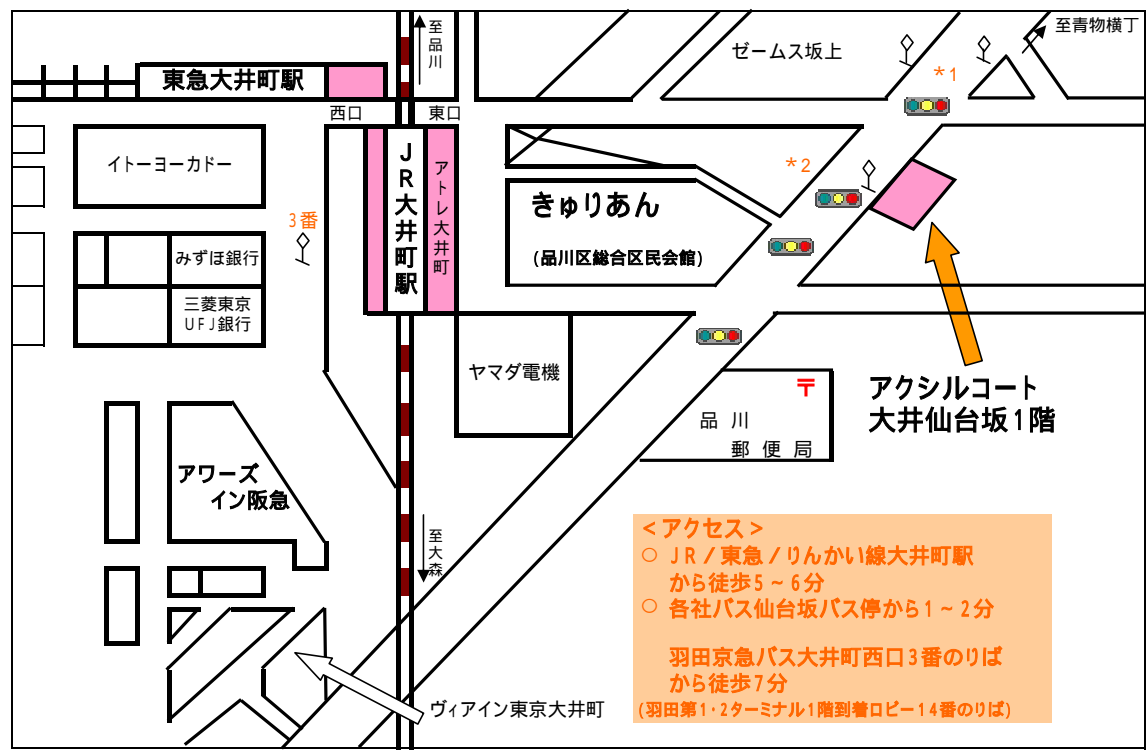 至品川
ゼームス坂上
至青物横丁
*1
東急大井町駅
西口
東口
イトーヨーカドー
JR大井町駅
アトレ大井町
*2
きゅりあん
(品川区総合区民会館)
3番
みずほ銀行
三菱東京
UFJ銀行
ヤマダ電機
〒
品川
郵便局
アクシルコート
大井仙台坂1階
アワーズ
イン阪急
至大森
<アクセス>
○ JR/東急/りんかい線大井町駅
から徒歩5~6分
○ 各社バス仙台坂バス停から1~2分
羽田京急バス大井町西口3番のりば
から徒歩7分
(羽田第1・2ターミナル1階到着ロビー14番のりば)
ヴィアイン東京大井町